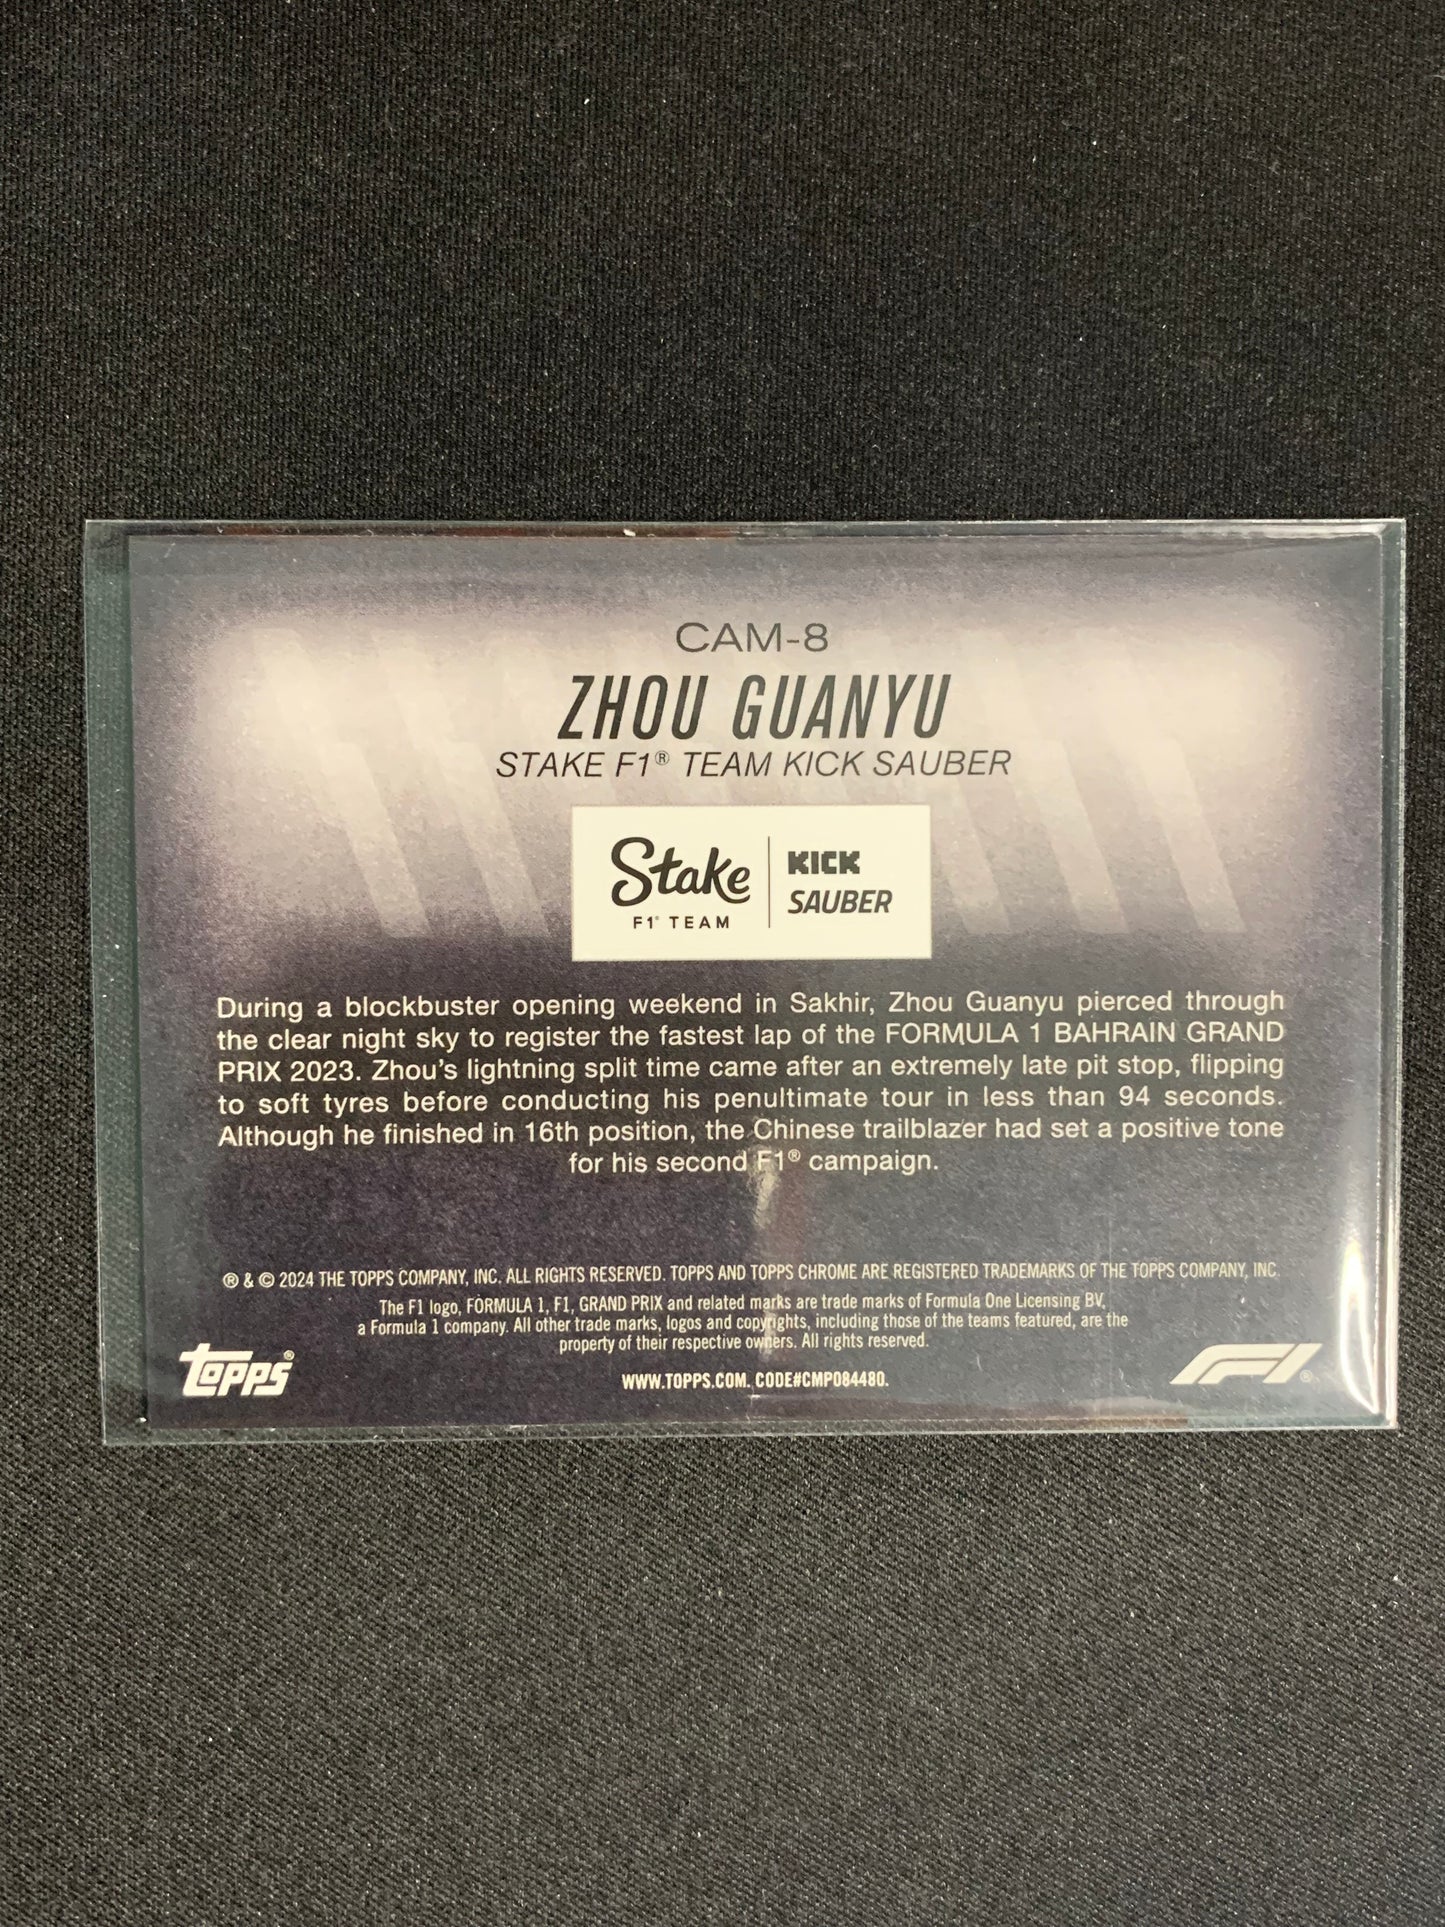 CAM-8
ZHOU GUANYU
STAKE F1® TEAM KICK SAUBER
Stake
F1® TEAM
KICK
SAUBER
During a blockbuster opening weekend in Sakhir, Zhou Guanyu pierced through
the clear night sky to register the fastest lap of the FORMULA 1 BAHRAIN GRAND
PRIX 2023. Zhou's lightning split time came after an extremely late pit stop, flipping
to soft tyres before conducting his penultimate tour in less than 94 seconds.
Although he finished in 16th position, the Chinese trailblazer had set a positive tone
for his second F1® campaign.
® & © 2024 THE TOPPS COMPANY, INC. ALL RIGHTS RESERVED. TOPPS AND TOPPS CHROME ARE REGISTERED TRADEMARKS OF THE TOPPS COMPANY, INC.
The F1 logo, FORMULA 1, F1, GRAND PRIX and related marks are trade marks of Formula One Licensing BV,
a Formula 1 company. All other trade marks, logos and copyrights, including those of the teams featured, are the
property of their respective owners. All rights reserved.
topps®
WWW.TOPPS.COM. CODE#CMP084480.
F1®